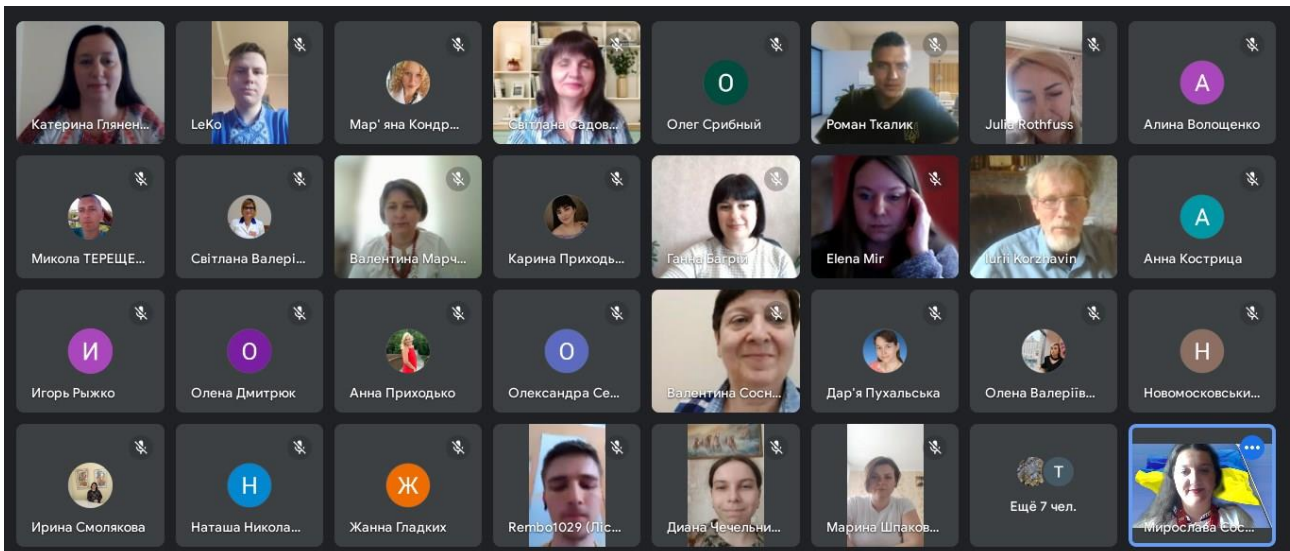 Катерина Глянен...
LeKo
Мар' яна Кондр...
Світлана Садов...
О
Олег Срибный
Роман Ткалик
Julia Rothfuss
А
Алина Волощенко
Микола ТЕРЕЩЕ...
Світлана Валері...
Валентина Марч...
Карина Приходь...
Ганна Багрій
Elena Mir
Iurii Korzhavin
А
Анна Кострица
И
Игорь Рыжко
О
Олена Дмитрюк
Анна Приходько
О
Олександра Се...
Валентина Сосн...
Дар'я Пухальська
Олена Валеріїв...
Н
Новомосковськи...
Ирина Смолякова
Н
Наташа Никола...
Ж
Жанна Гладких
Rembo1029 (Ліс...
Диана Чечельни...
Марина Шпаков...
Т
Ещё 7 чел.
Мирослава Сос...